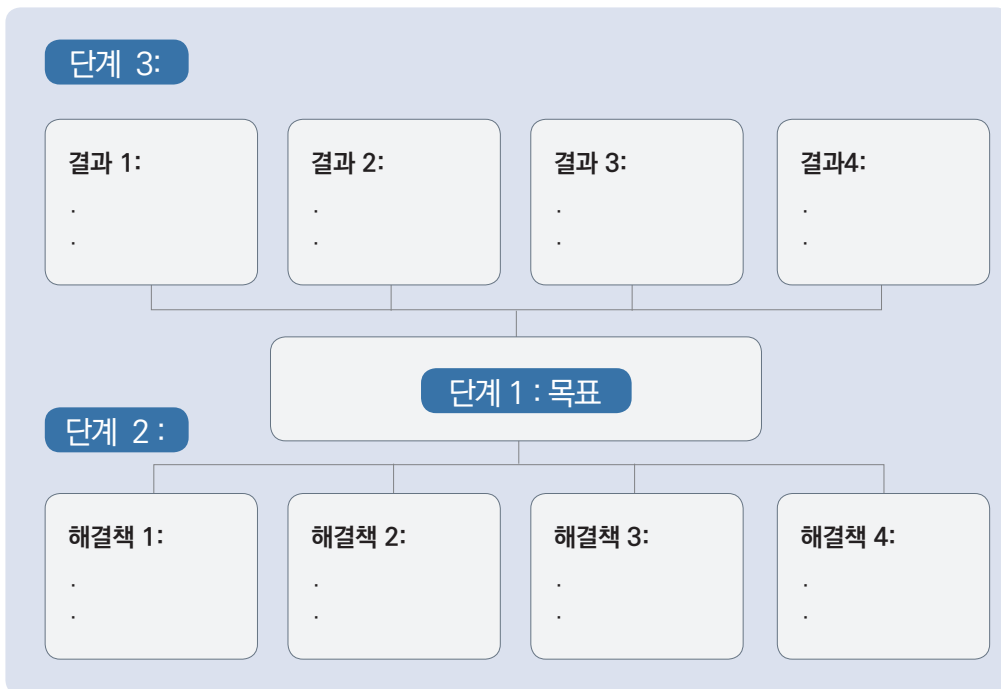 단계 3:
결과 1:
.
.
결과 2:
.
.
결과 3:
.
.
결과4:
.
.
단계 1 : 목표
단계 2 :
해결책 1:
.
.
해결책 2:
.
.
해결책 3:
.
.
해결책 4:
.
.